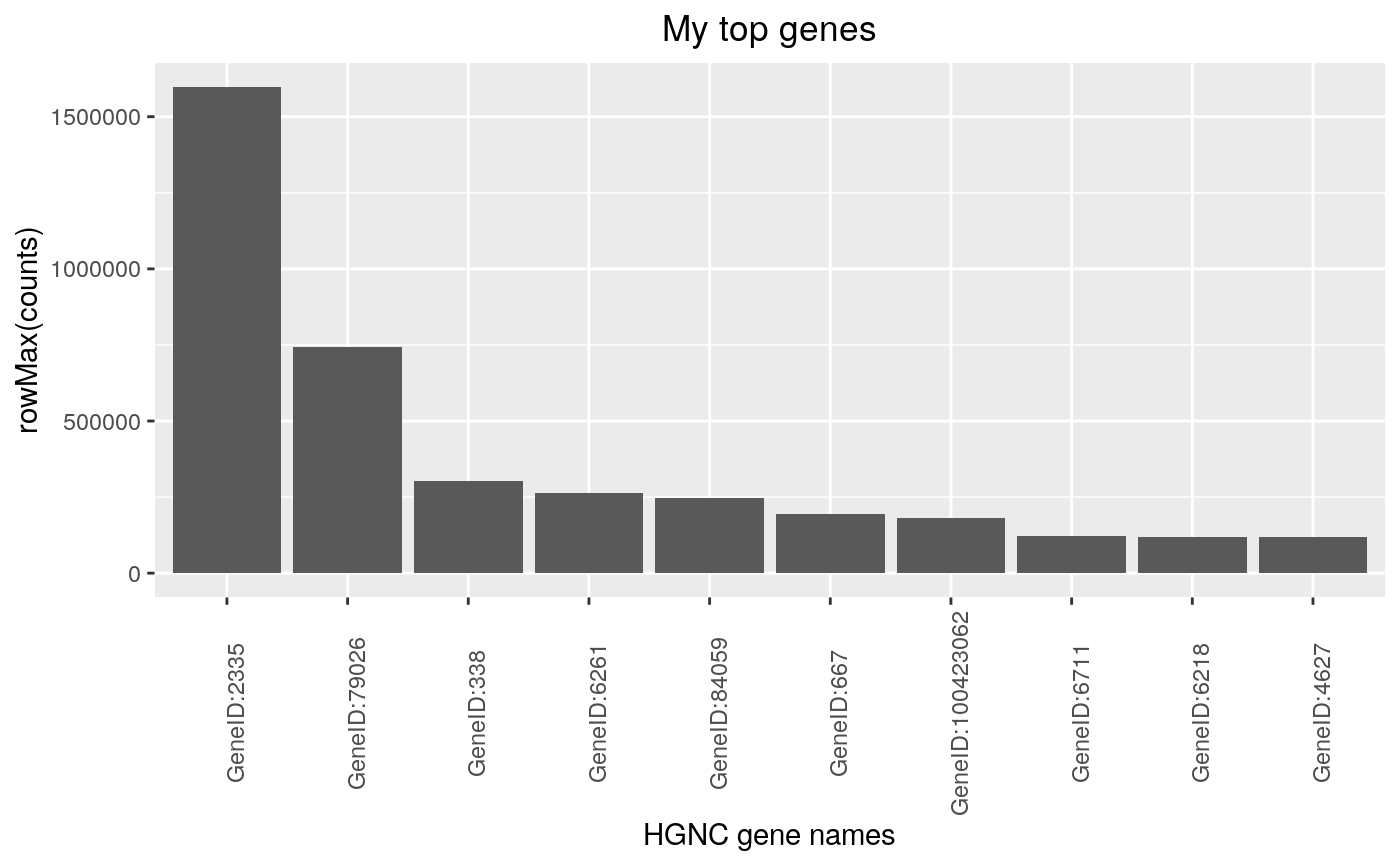 My top genes
rowMax(counts)
1500000
1000000
500000
0
GeneID:2335
GeneID:79026
GeneID:338
GeneID:6261
GeneID:84059
GeneID:667
GeneID:100423062
GeneID:6711
GeneID:6218
GeneID:4627
HGNC gene names